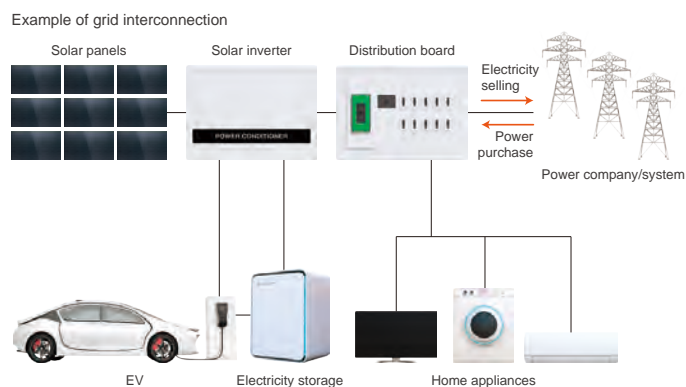 Example of grid interconnection
Solar panels
Solar inverter
Distribution board
Electricity
selling
POWER CONDITIONER
Power
purchase
Power company/system
EV
Electricity storage
Home appliances